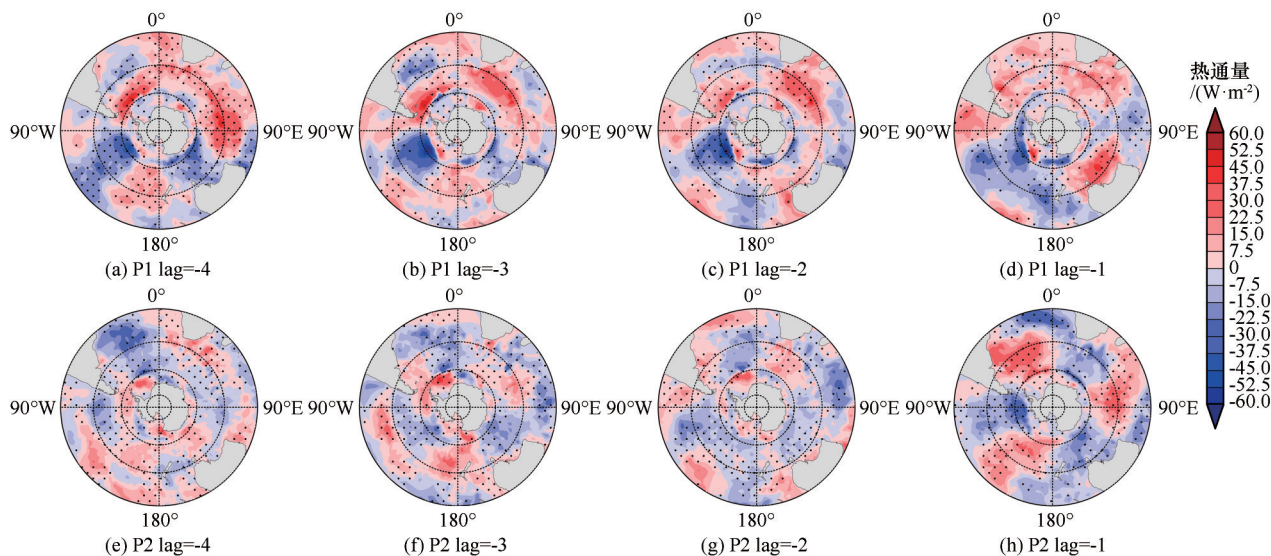 0° 0° 0° 0°
90°W 90°E 90°W 90°E 90°W 90°E 90°W 90°E
180° 180° 180° 180°
(a) P1 lag=-4 (b) P1 lag=-3 (c) P1 lag=-2 (d) P1 lag=-1
0° 0° 0° 0°
90°W 90°E 90°W 90°E 90°W 90°E 90°W 90°E
180° 180° 180° 180°
(e) P2 lag=-4 (f) P2 lag=-3 (g) P2 lag=-2 (h) P2 lag=-1
热通量
/(W·m⁻²)
60.0
52.5
45.0
37.5
30.0
22.5
15.0
7.5
0
-7.5
-15.0
-22.5
-30.0
-37.5
-45.0
-52.5
-60.0